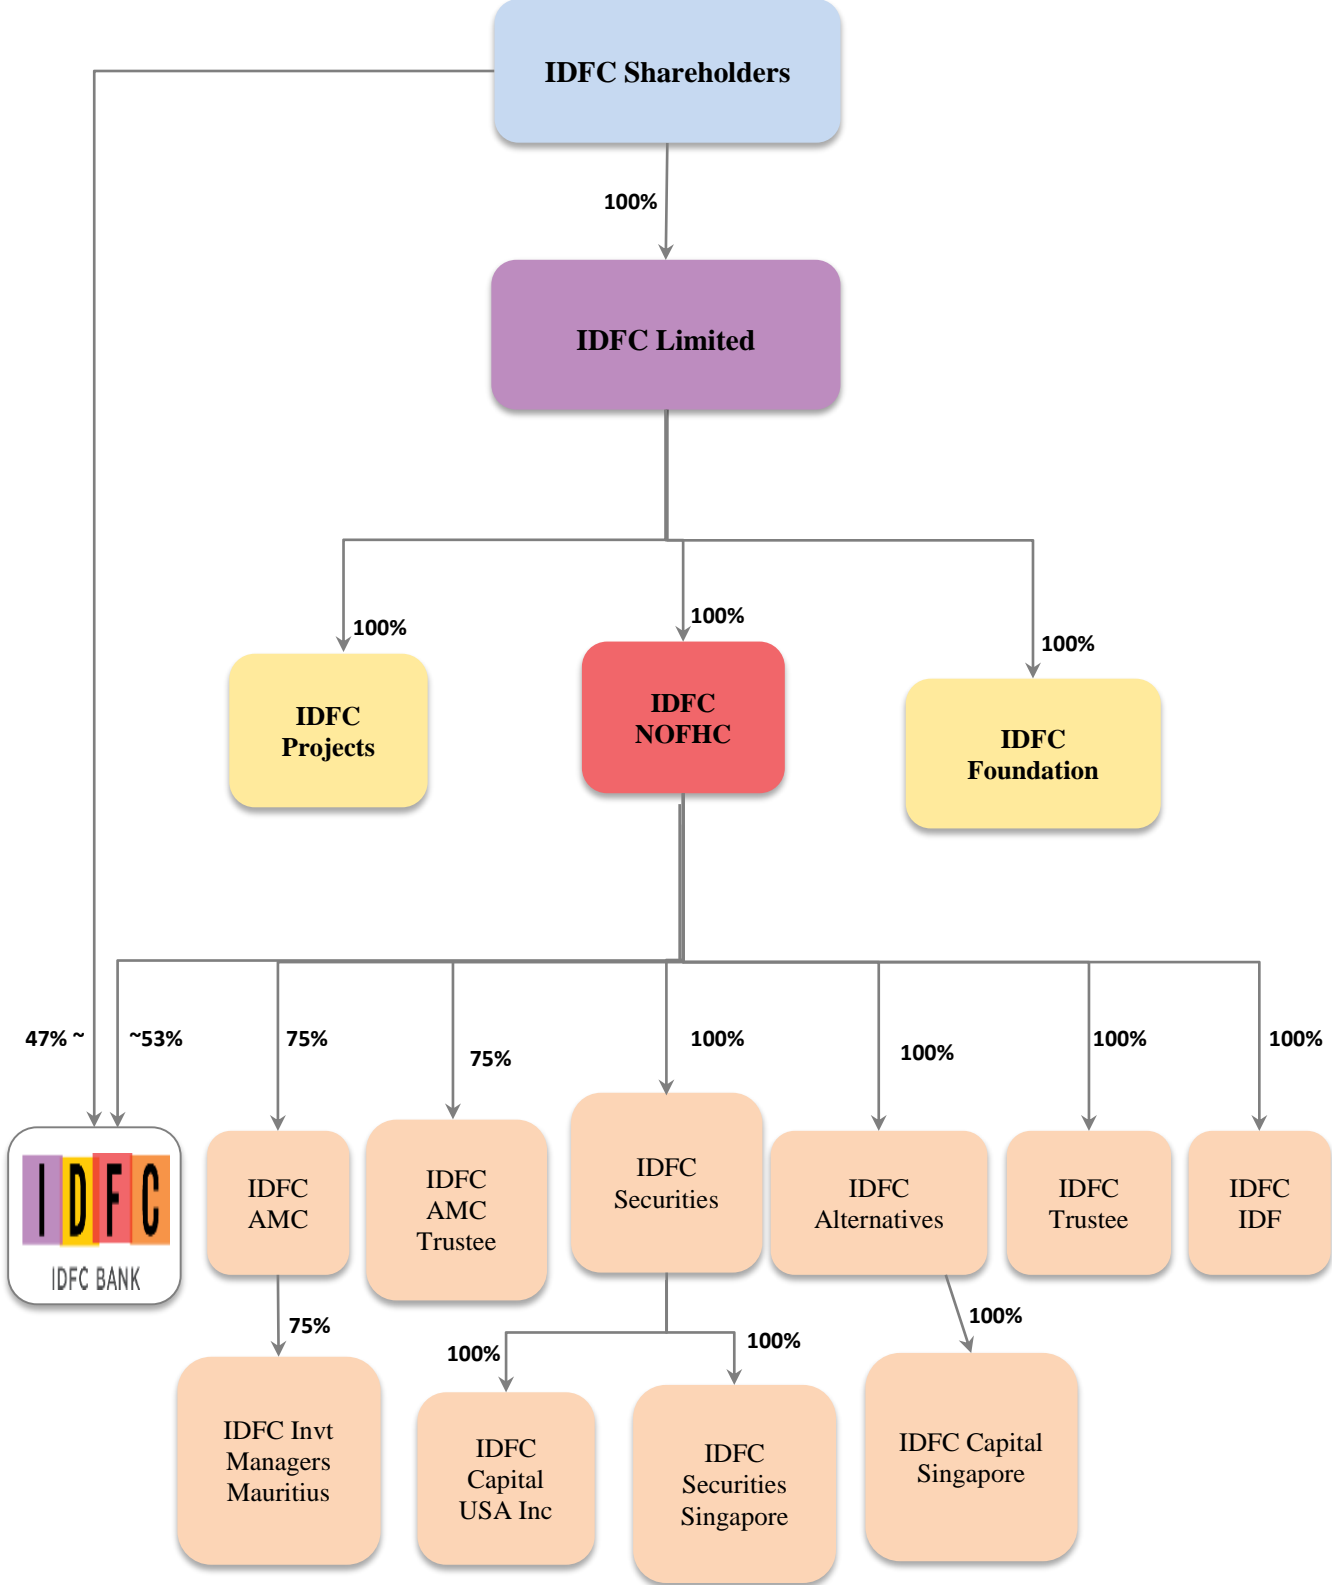 IDFC Shareholders
100%
IDFC Limited
100%
100%
100%
IDFC
Projects
IDFC
NOFHC
IDFC
Foundation
47% ~
~53%
75%
75%
100%
100%
100%
100%
IDFC
IDFC BANK
IDFC
AMC
IDFC
AMC
Trustee
IDFC
Securities
IDFC
Alternatives
IDFC
Trustee
IDFC
IDF
75%
100%
100%
100%
IDFC Invt
Managers
Mauritius
IDFC
Capital
USA Inc
IDFC
Securities
Singapore
IDFC Capital
Singapore